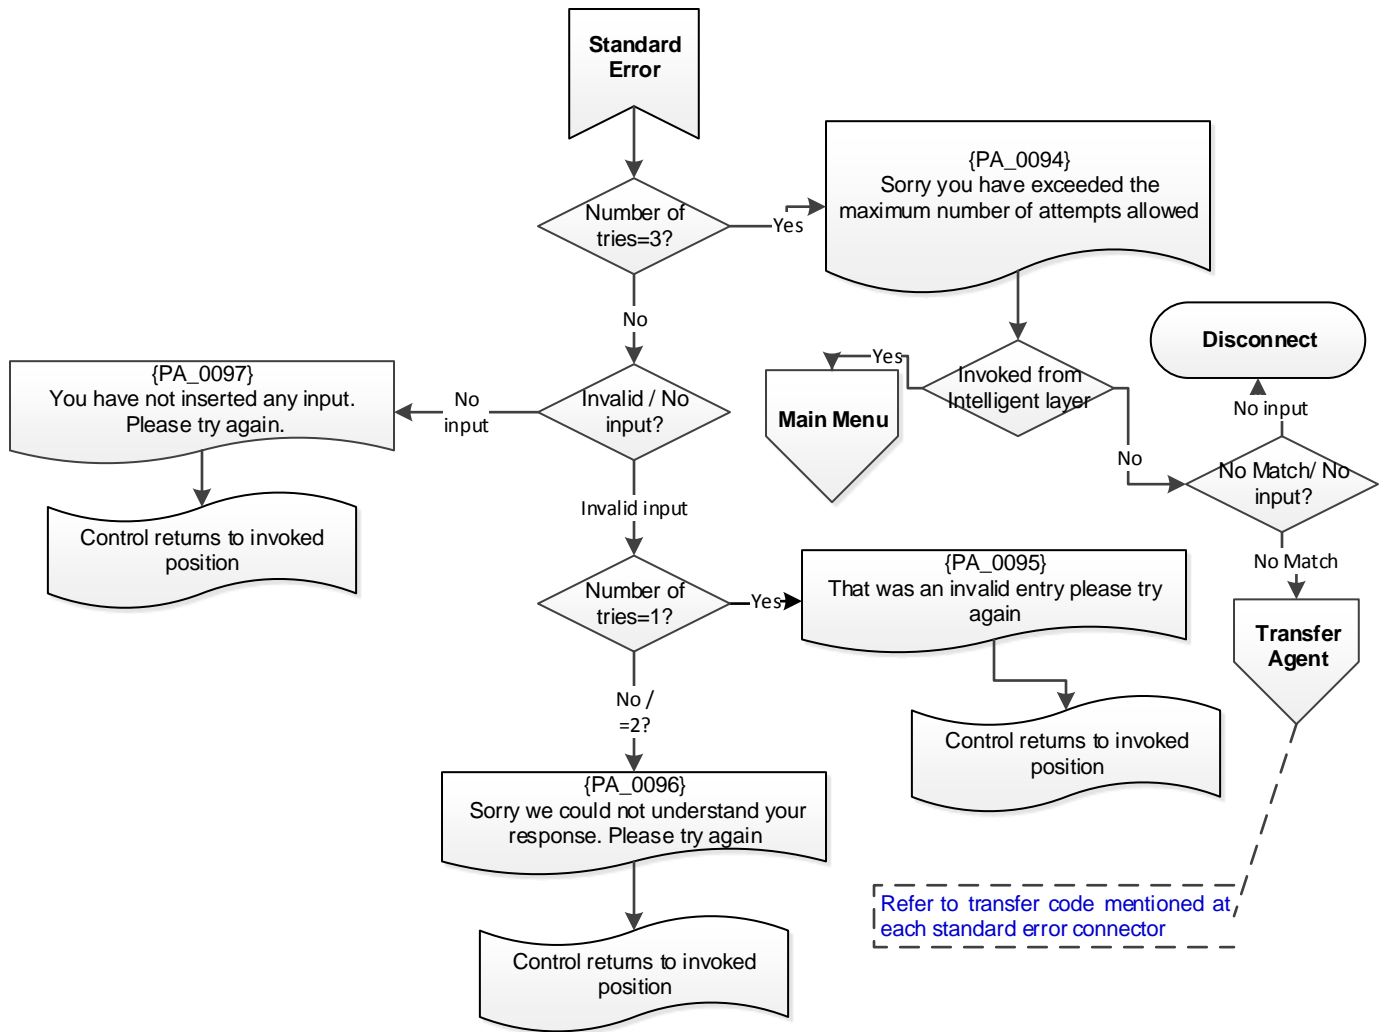 Standard
Error
{PA_0094}
Sorry you have exceeded the
maximum number of attempts allowed
Number of
tries=3?
Yes
No
Disconnect
{PA_0097}
You have not inserted any input.
Please try again.
No
input
Invalid / No
input?
Yes
Invoked from
Intelligent layer
Main Menu
No
No input
No Match/ No
input?
No Match
Control returns to invoked
position
Invalid input
Number of
tries=1?
Yes
{PA_0095}
That was an invalid entry please try
again
Transfer
Agent
Control returns to invoked
position
No /
=2?
{PA_0096}
Sorry we could not understand your
response. Please try again
Refer to transfer code mentioned at
each standard error connector
Control returns to invoked
position